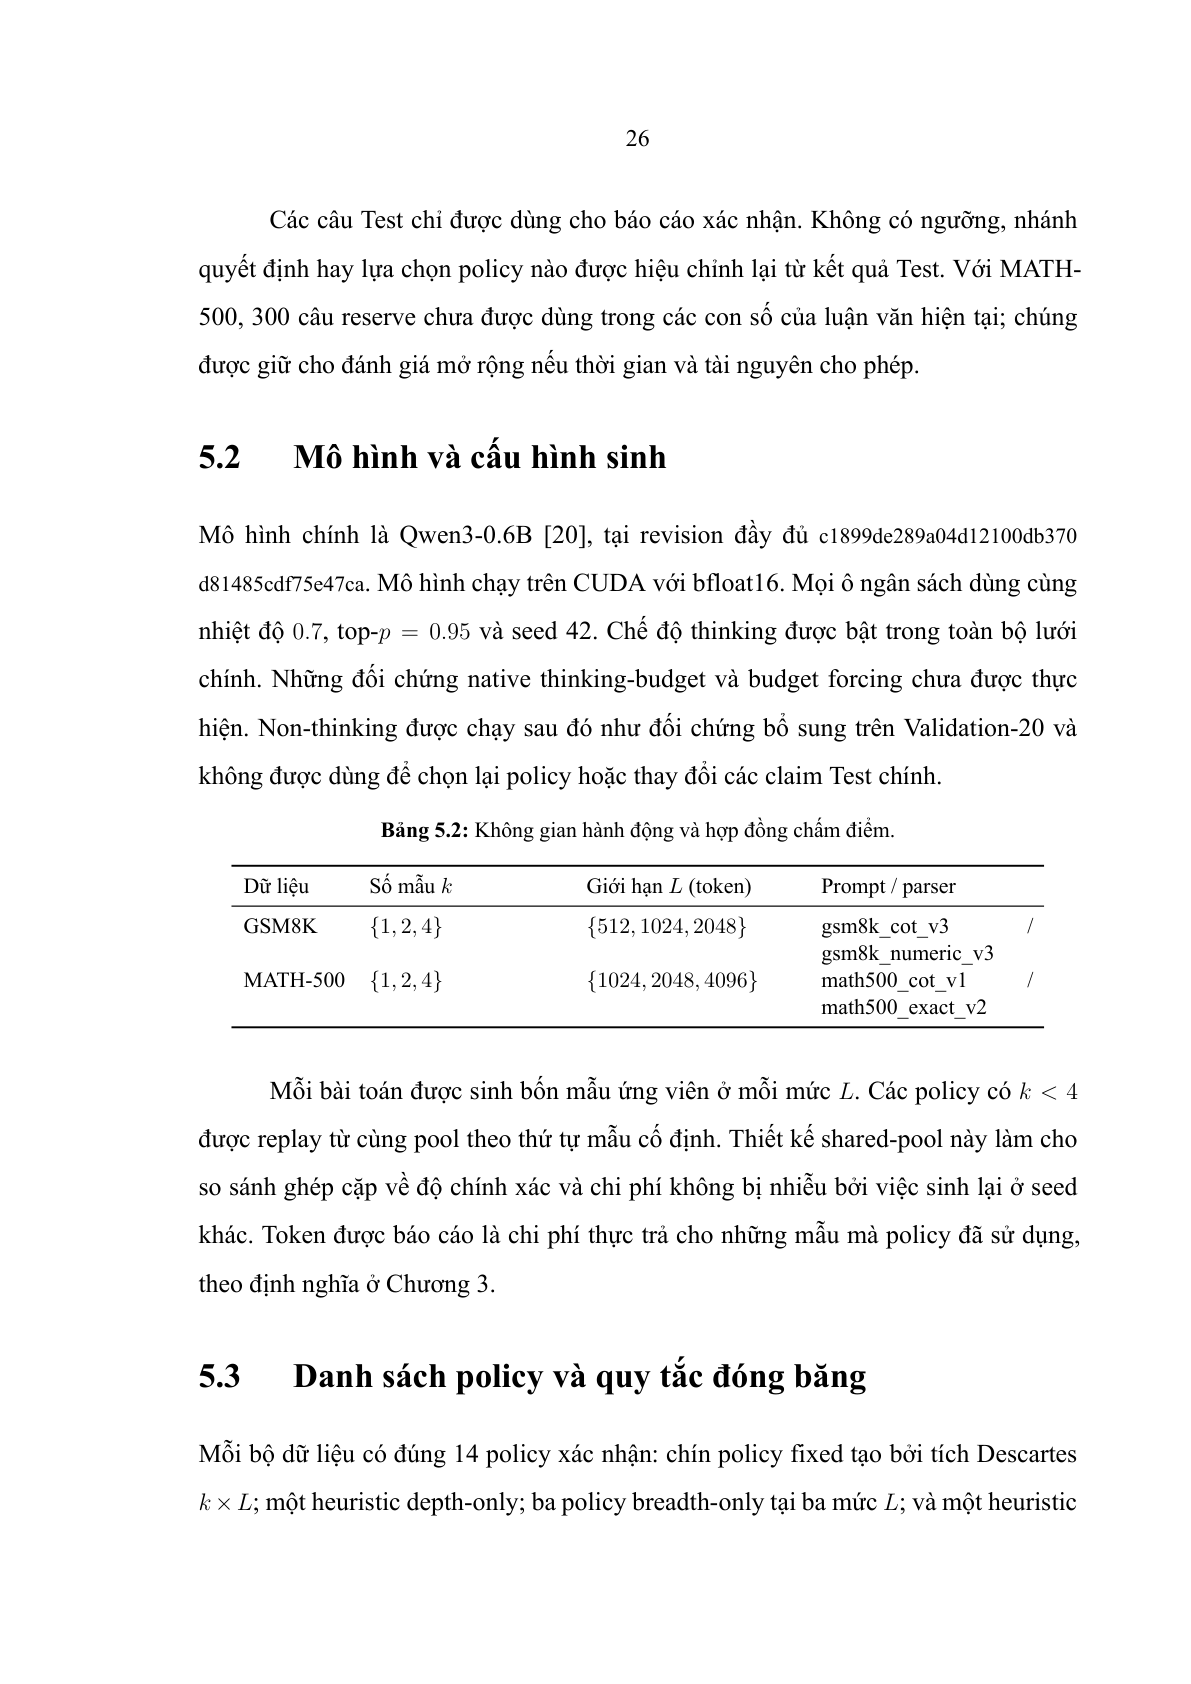 26
Các câu Test chỉ được dùng cho báo cáo xác nhận. Không có ngưỡng, nhánh
quyết định hay lựa chọn policy nào được hiệu chỉnh lại từ kết quả Test. Với MATH-
500, 300 câu reserve chưa được dùng trong các con số của luận văn hiện tại; chúng
được giữ cho đánh giá mở rộng nếu thời gian và tài nguyên cho phép.
5.2 Mô hình và cấu hình sinh
Mô hình chính là Qwen3-0.6B [20], tại revision đầy đủ c1899de289a04d12100db370
d81485cdf75e47ca. Mô hình chạy trên CUDA với bfloat16. Mọi ô ngân sách dùng cùng
nhiệt độ 0.7, top-p = 0.95 và seed 42. Chế độ thinking được bật trong toàn bộ lưới
chính. Những đối chứng native thinking-budget và budget forcing chưa được thực
hiện. Non-thinking được chạy sau đó như đối chứng bổ sung trên Validation-20 và
không được dùng để chọn lại policy hoặc thay đổi các claim Test chính.
Bảng 5.2: Không gian hành động và hợp đồng chấm điểm.
Dữ liệu Số mẫu k Giới hạn L (token) Prompt / parser
GSM8K {1, 2, 4} {512, 1024, 2048} gsm8k_cot_v3 /
gsm8k_numeric_v3
MATH-500 {1, 2, 4} {1024, 2048, 4096} math500_cot_v1 /
math500_exact_v2
Mỗi bài toán được sinh bốn mẫu ứng viên ở mỗi mức L. Các policy có k < 4
được replay từ cùng pool theo thứ tự mẫu cố định. Thiết kế shared-pool này làm cho
so sánh ghép cặp về độ chính xác và chi phí không bị nhiễu bởi việc sinh lại ở seed
khác. Token được báo cáo là chi phí thực trả cho những mẫu mà policy đã sử dụng,
theo định nghĩa ở Chương 3.
5.3 Danh sách policy và quy tắc đóng băng
Mỗi bộ dữ liệu có đúng 14 policy xác nhận: chín policy fixed tạo bởi tích Descartes
k × L; một heuristic depth-only; ba policy breadth-only tại ba mức L; và một heuristic